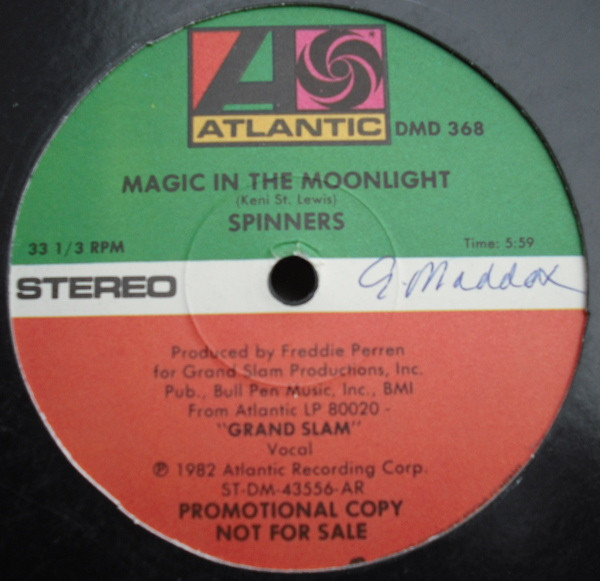 ATLANTIC
DMD 368
MAGIC IN THE MOONLIGHT
(Keni St. Lewis)
SPINNERS
33 1/3 RPM
Time: 5:59
STEREO
G. Maddox
Produced by Freddie Perren
for Grand Slam Productions, Inc.
Pub., Bull Pen Music, Inc., BMI
From Atlantic LP 80020 -
"GRAND SLAM"
Vocal
℗ 1982 Atlantic Recording Corp.
ST-DM-43556-AR
PROMOTIONAL COPY
NOT FOR SALE